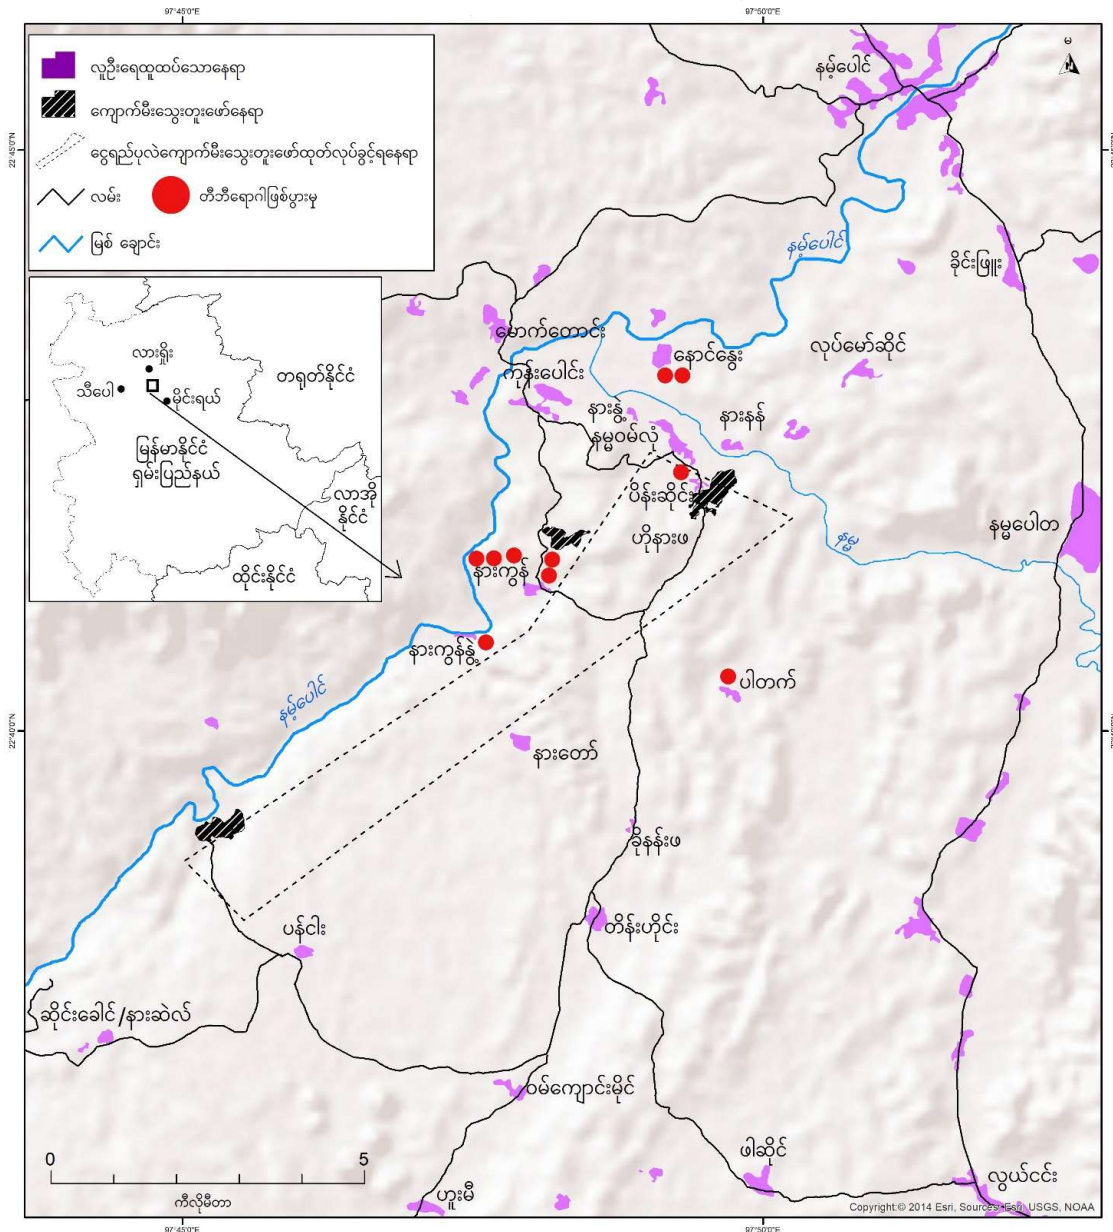 97°45'0"E
97°50'0"E
လူဦးရေထူထပ်သောနေရာ
ကျောက်မီးသွေးတူးဖော်နေရာ
ငွေရည်ပုလဲကျောက်မီးသွေးတူးဖော်ထုတ်လုပ်ခွင့်ရနေရာ
လမ်း
တီဘီရောဂါဖြစ်ပွားမှု
မြစ် ချောင်း
နမ့်ပေါင်
မ
22°45'0"N
ခိုင်းဖြူး
နမ့်ပေါင်
လားရှိုး
သီပေါ
မိုင်းရယ်
တရုတ်နိုင်ငံ
မြန်မာနိုင်ငံ
ရှမ်းပြည်နယ်
လာအို
နိုင်ငံ
ထိုင်းနိုင်ငံ
မောက်တောင်း
ကုန်းပေါင်း
နောင်နွေး
လုပ်မော်ဆိုင်
နားနွဲ့
နမ္မဝမ်လုံ
နားနန်
ပိန်းဆိုင်း
ဟိုနားဖ
နမ္မ
နမ္မပေါတ
နားကွန်
နားကွန်နွဲ့
ပါတက်
နမ့်ပေါင်
22°40'0"N
နားတော်
ခိုနန်းဖ
တိန်းဟိုင်း
ပန်ငါး
ဆိုင်းခေါင်/နားဆဲလ်
ဝမ်ကျောင်းမိုင်
ဖါဆိုင်
လွယ်ငင်း
ဟူးမီ
0 5
ကီလိုမီတာ
Copyright:© 2014 Esri, Sources: Esri, USGS, NOAA
97°45'0"E
97°50'0"E